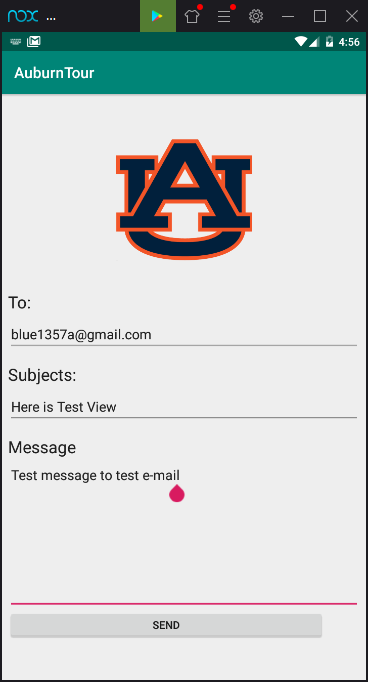 nox ...
4:56
AuburnTour
AU
To:
blue1357a@gmail.com
Subjects:
Here is Test View
Message
Test message to test e-mail
SEND